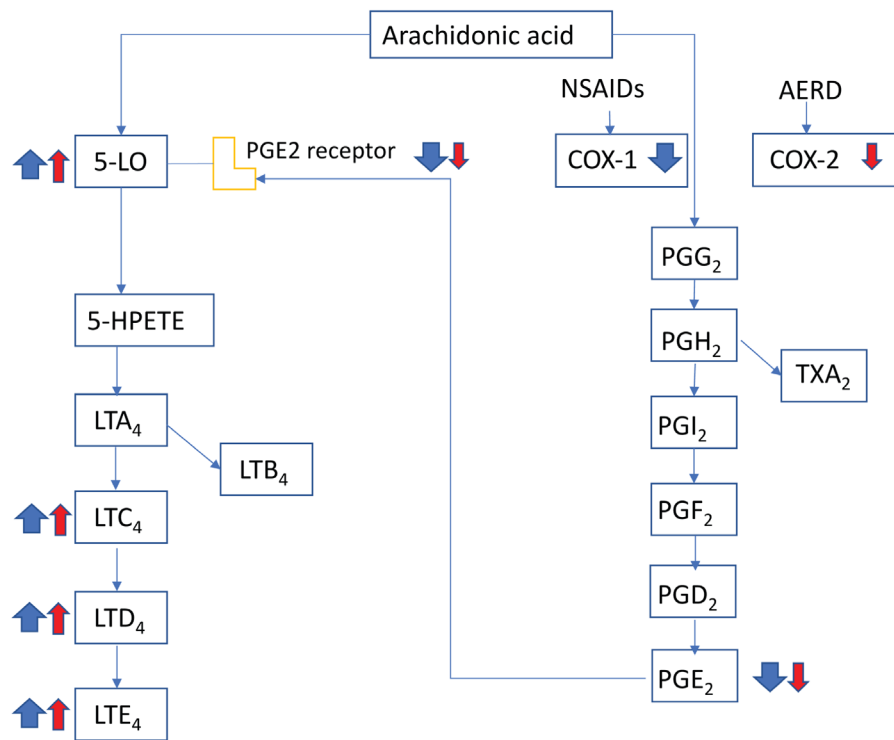 Arachidonic acid
NSAIDs
AERD
5-LO
PGE2 receptor
COX-1
COX-2
PGG₂
5-HPETE
PGH₂
TXA₂
LTA₄
PGI₂
LTB₄
LTC₄
PGF₂
LTD₄
PGD₂
LTE₄
PGE₂